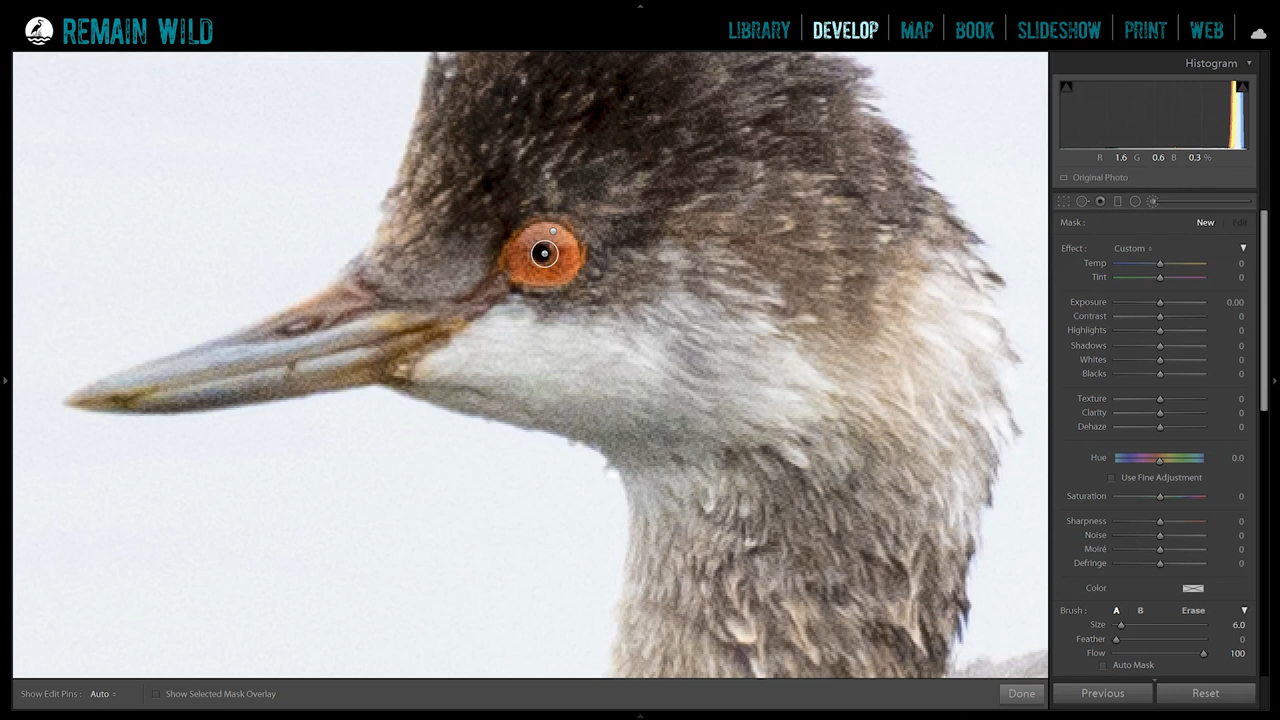 REMAIN WILD
LIBRARY DEVELOP MAP BOOK SLIDESHOW PRINT WEB
Histogram
R 1.6 G 0.6 B 0.3 %
Original Photo
Mask : New Edit
Effect : Custom
Temp 0
Tint 0
Exposure 0.00
Contrast 0
Highlights 0
Shadows 0
Whites 0
Blacks 0
Texture 0
Clarity 0
Dehaze 0
Hue 0.0
Use Fine Adjustment
Saturation 0
Sharpness 0
Noise 0
Moiré 0
Defringe 0
Color
Brush : A B Erase
Size 6.0
Feather 0
Flow 100
Auto Mask
Show Edit Pins : Auto Show Selected Mask Overlay Done
Previous Reset